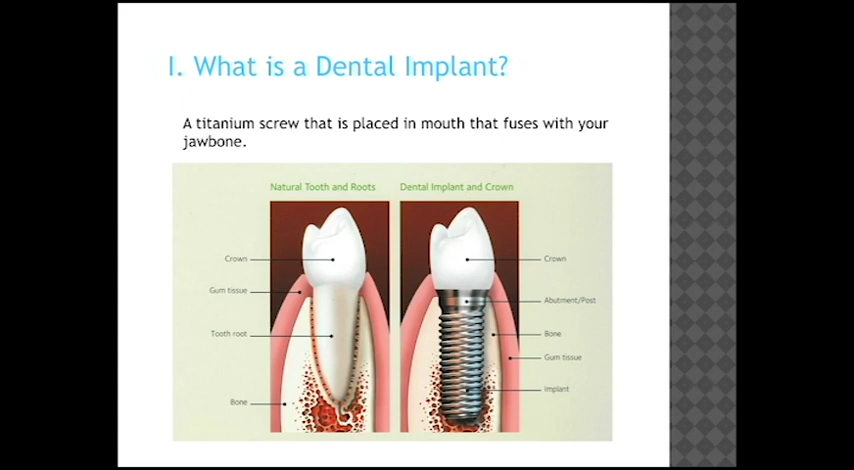 I. What is a Dental Implant?
A titanium screw that is placed in mouth that fuses with your
jawbone.
Natural Tooth and Roots
Dental Implant and Crown
Crown
Gum tissue
Tooth root
Bone
Crown
Abutment/Post
Bone
Gum tissue
Implant